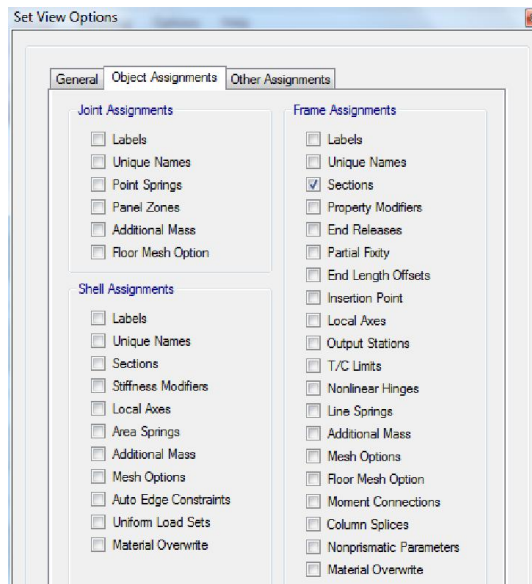 Set View Options
General
Object Assignments
Other Assignments
Joint Assignments
Labels
Unique Names
Point Springs
Panel Zones
Additional Mass
Floor Mesh Option
Shell Assignments
Labels
Unique Names
Sections
Stiffness Modifiers
Local Axes
Area Springs
Additional Mass
Mesh Options
Auto Edge Constraints
Uniform Load Sets
Material Overwrite
Frame Assignments
Labels
Unique Names
Sections
Property Modifiers
End Releases
Partial Fixity
End Length Offsets
Insertion Point
Local Axes
Output Stations
T/C Limits
Nonlinear Hinges
Line Springs
Additional Mass
Mesh Options
Floor Mesh Option
Moment Connections
Column Splices
Nonprismatic Parameters
Material Overwrite